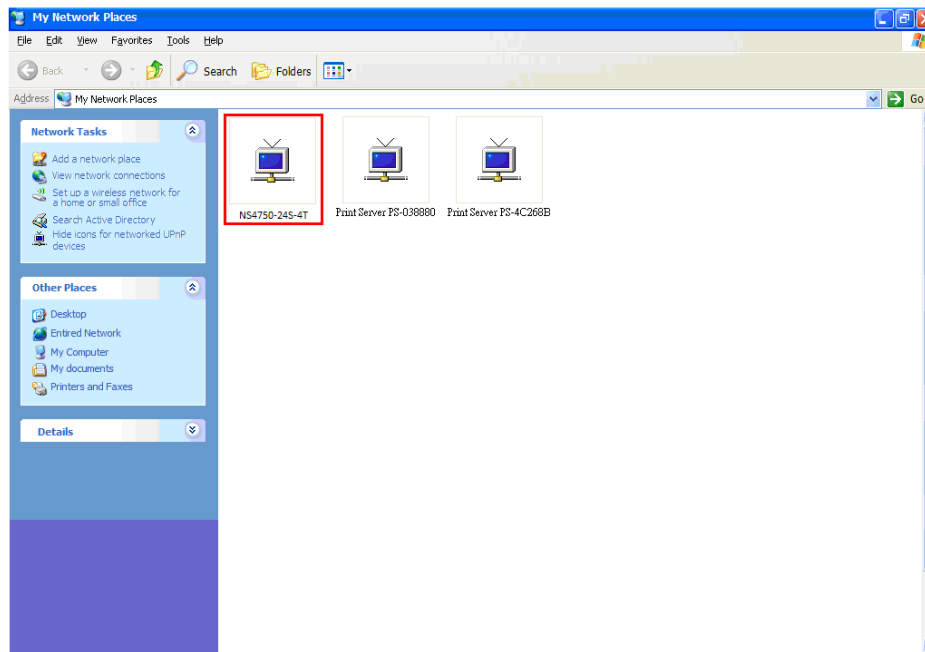 My Network Places
File Edit View Favorites Tools Help
Back Search Folders
Address My Network Places Go
Network Tasks
Add a network place
View network connections
Set up a wireless network for
a home or small office
Search Active Directory
Hide icons for networked UPnP
devices
Other Places
Desktop
Entired Network
My Computer
My documents
Printers and Faxes
Details
NS4750-24S-4T
Print Server PS-038880
Print Server PS-4C268B